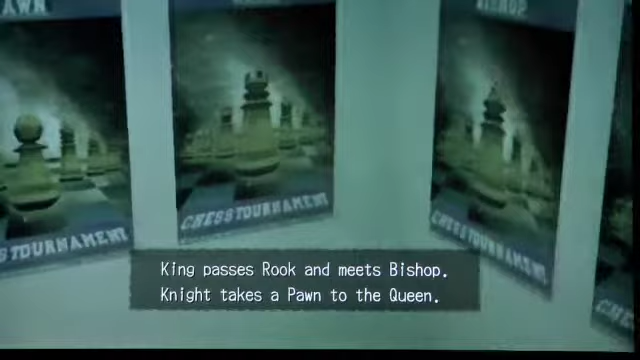 AWN
BISHOP
S TOURNAMENT
CHESS TOURNAMENT
CHESS TOURNAMENT
CHES
King passes Rook and meets Bishop.
Knight takes a Pawn to the Queen.